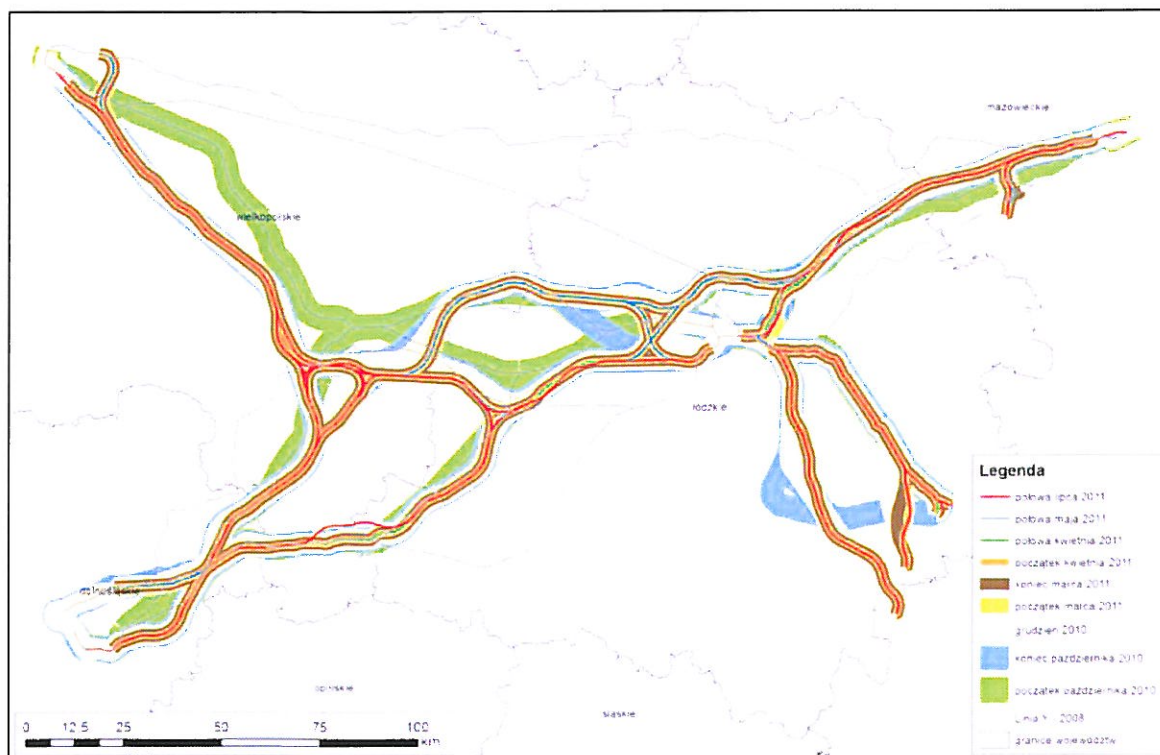 mazowieckie
wielkopolskie
łódzkie
dolnośląskie
opolskie
śląskie
Legenda
połowa lipca 2011
połowa maja 2011
połowa kwietnia 2011
początek kwietnia 2011
koniec marca 2011
początek marca 2011
grudzień 2010
koniec października 2010
początek października 2010
Linia Y - 2008
granice województw
0 12,5 25 50 75 100
km